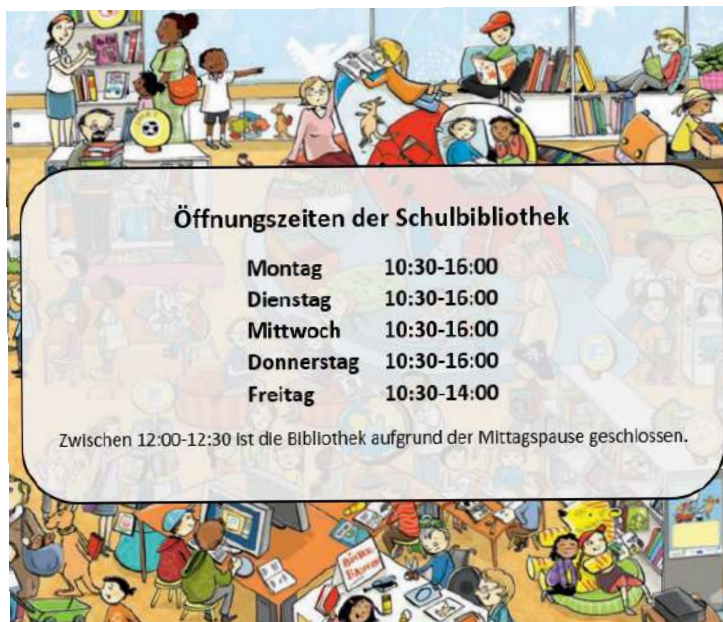 Öffnungszeiten der Schulbibliothek
Montag 10:30-16:00
Dienstag 10:30-16:00
Mittwoch 10:30-16:00
Donnerstag 10:30-16:00
Freitag 10:30-14:00
Zwischen 12:00-12:30 ist die Bibliothek aufgrund der Mittagspause geschlossen.